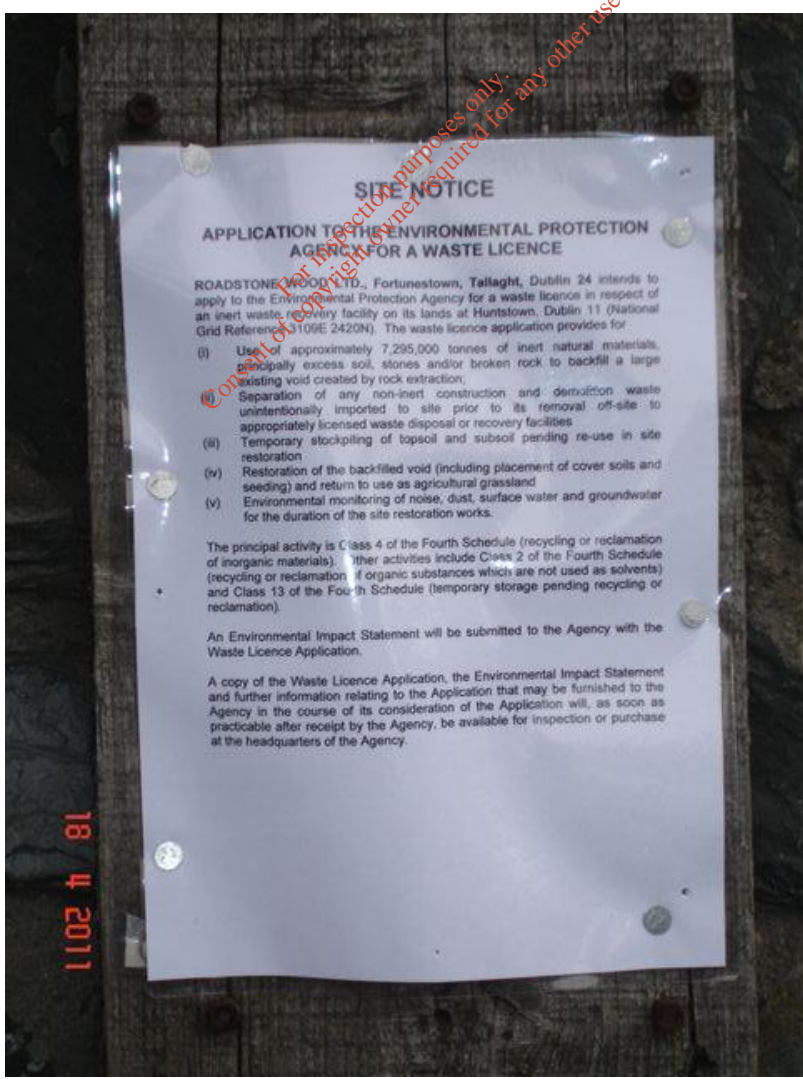 SITE NOTICE
APPLICATION TO THE ENVIRONMENTAL PROTECTION
AGENCY FOR A WASTE LICENCE
ROADSTONE WOOD LTD., Fortunestown, Tallaght, Dublin 24 intends to
apply to the Environmental Protection Agency for a waste licence in respect of
an inert waste recovery facility on its lands at Huntstown, Dublin 11 (National
Grid Reference 3109E 2420N). The waste licence application provides for
(i) Use of approximately 7,295,000 tonnes of inert natural materials,
principally excess soil, stones and/or broken rock to backfill a large
existing void created by rock extraction;
(ii) Separation of any non-inert construction and demolition waste
unintentionally imported to site prior to its removal off-site to
appropriately licensed waste disposal or recovery facilities
(iii) Temporary stockpiling of topsoil and subsoil pending re-use in site
restoration
(iv) Restoration of the backfilled void (including placement of cover soils and
seeding) and return to use as agricultural grassland
(v) Environmental monitoring of noise, dust, surface water and groundwater
for the duration of the site restoration works.
The principal activity is Class 4 of the Fourth Schedule (recycling or reclamation
of inorganic materials). Other activities include Class 2 of the Fourth Schedule
(recycling or reclamation of organic substances which are not used as solvents)
and Class 13 of the Fourth Schedule (temporary storage pending recycling or
reclamation).
An Environmental Impact Statement will be submitted to the Agency with the
Waste Licence Application.
A copy of the Waste Licence Application, the Environmental Impact Statement
and further information relating to the Application that may be furnished to the
Agency in the course of its consideration of the Application will, as soon as
practicable after receipt by the Agency, be available for inspection or purchase
at the headquarters of the Agency.
18 4 2011
For inspection purposes only.
Consent of copyright owner required for any other use